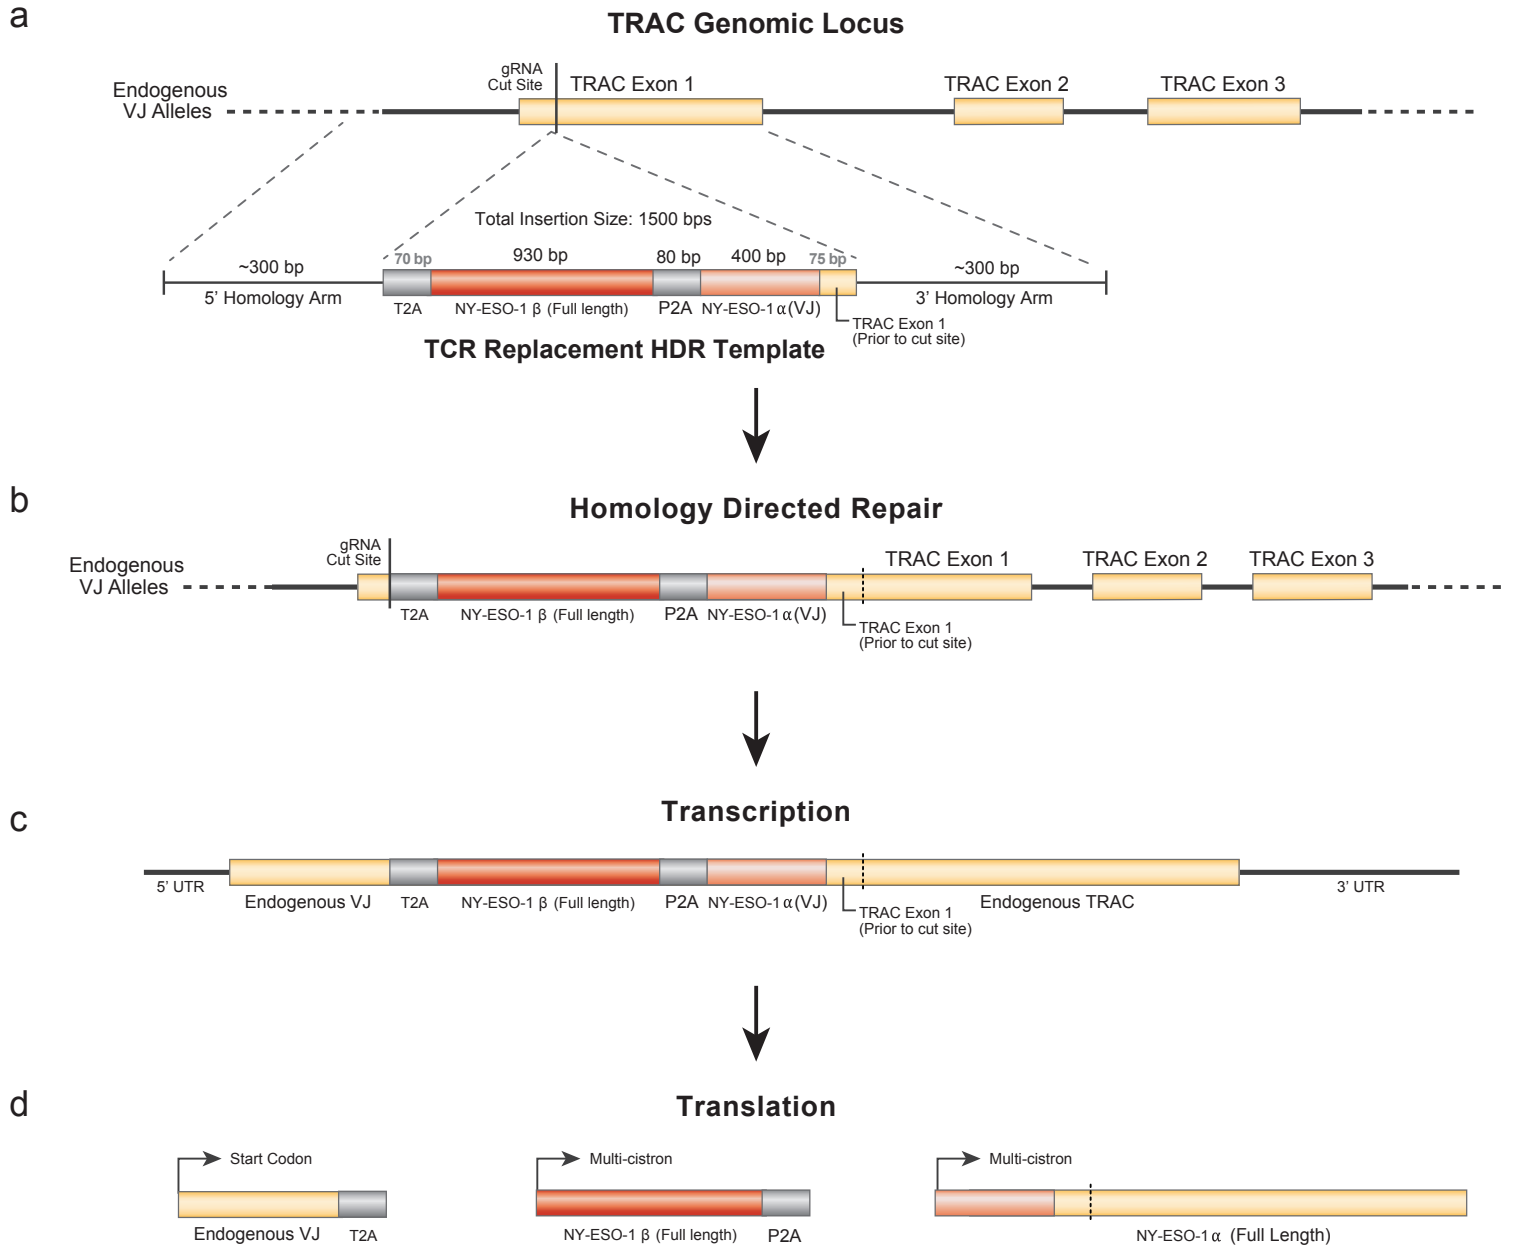 a
TRAC Genomic Locus
gRNA
Cut Site
TRAC Exon 1
TRAC Exon 2
TRAC Exon 3
Endogenous
VJ Alleles
Total Insertion Size: 1500 bps
~300 bp
70 bp
930 bp
80 bp
400 bp
75 bp
~300 bp
5’ Homology Arm
T2A
NY-ESO-1 β (Full length)
P2A
NY-ESO-1 α (VJ)
3’ Homology Arm
TRAC Exon 1
(Prior to cut site)
TCR Replacement HDR Template
b
Homology Directed Repair
gRNA
Cut Site
TRAC Exon 1
TRAC Exon 2
TRAC Exon 3
Endogenous
VJ Alleles
T2A
NY-ESO-1 β (Full length)
P2A
NY-ESO-1 α (VJ)
TRAC Exon 1
(Prior to cut site)
c
Transcription
5’ UTR
Endogenous VJ
T2A
NY-ESO-1 β (Full length)
P2A
NY-ESO-1 α (VJ)
TRAC Exon 1
(Prior to cut site)
Endogenous TRAC
3’ UTR
d
Translation
Start Codon
Multi-cistron
Multi-cistron
Endogenous VJ
T2A
NY-ESO-1 β (Full length)
P2A
NY-ESO-1 α (Full Length)